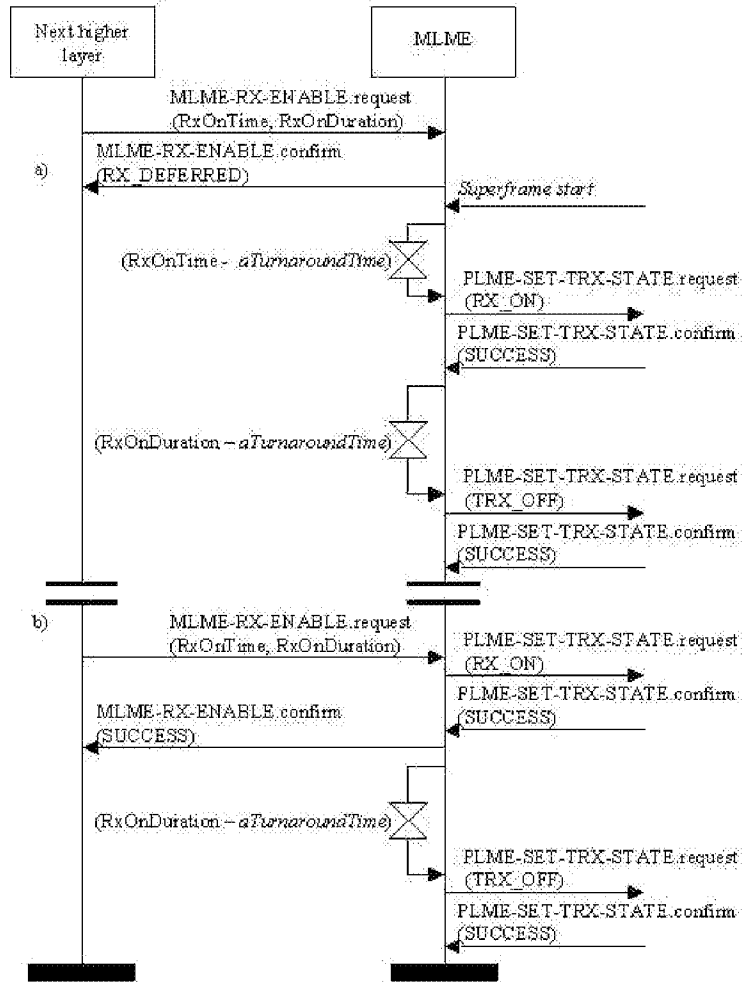 Next higher
layer
MLME
MLME-RX-ENABLE.request
(RxOnTime, RxOnDuration)
MLME-RX-ENABLE.confirm
a)
(RX_DEFERRED)
Superframe start
(RxOnTime - aTurnaroundTime)
PLME-SET-TRX-STATE.request
(RX_ON)
PLME-SET-TRX-STATE.confirm
(SUCCESS)
(RxOnDuration – aTurnaroundTime)
PLME-SET-TRX-STATE.request
(TRX_OFF)
PLME-SET-TRX-STATE.confirm
(SUCCESS)
b)
MLME-RX-ENABLE.request
(RxOnTime, RxOnDuration)
PLME-SET-TRX-STATE.request
(RX_ON)
PLME-SET-TRX-STATE.confirm
(SUCCESS)
MLME-RX-ENABLE.confirm
(SUCCESS)
(RxOnDuration – aTurnaroundTime)
PLME-SET-TRX-STATE.request
(TRX_OFF)
PLME-SET-TRX-STATE.confirm
(SUCCESS)